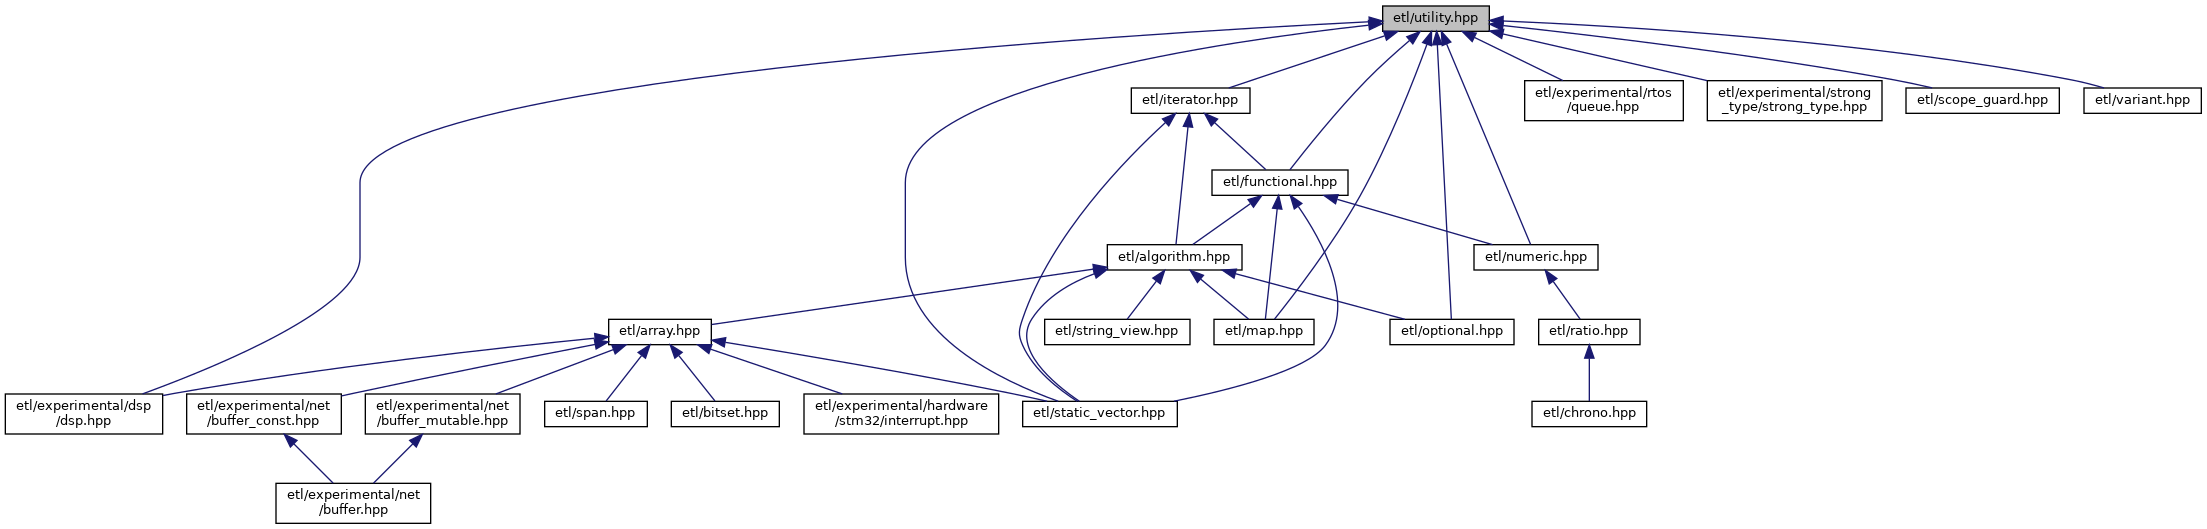 etl/utility.hpp
etl/iterator.hpp
etl/experimental/rtos
/queue.hpp
etl/experimental/strong
_type/strong_type.hpp
etl/scope_guard.hpp
etl/variant.hpp
etl/functional.hpp
etl/algorithm.hpp
etl/numeric.hpp
etl/array.hpp
etl/string_view.hpp
etl/map.hpp
etl/optional.hpp
etl/ratio.hpp
etl/experimental/dsp
/dsp.hpp
etl/experimental/net
/buffer_const.hpp
etl/experimental/net
/buffer_mutable.hpp
etl/span.hpp
etl/bitset.hpp
etl/experimental/hardware
/stm32/interrupt.hpp
etl/static_vector.hpp
etl/chrono.hpp
etl/experimental/net
/buffer.hpp